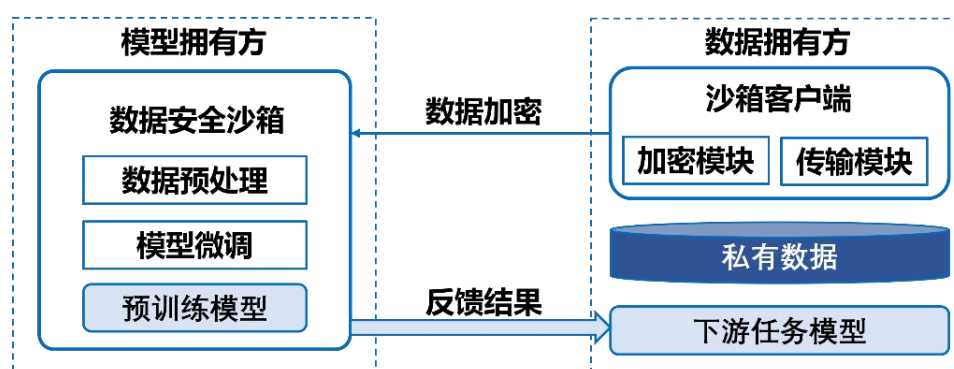 模型拥有方
数据安全沙箱
数据预处理
模型微调
预训练模型
数据加密
反馈结果
数据拥有方
沙箱客户端
加密模块
传输模块
私有数据
下游任务模型